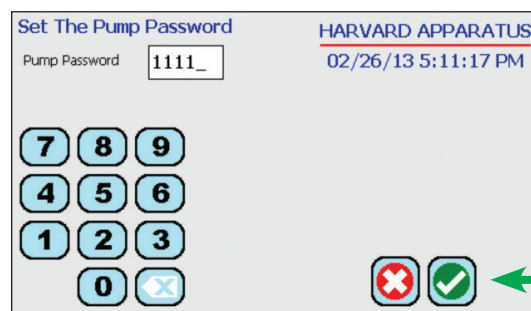 Set The Pump Password
HARVARD APPARATUS
Pump Password 1111_
02/26/13 5:11:17 PM
7 8 9
4 5 6
1 2 3
0